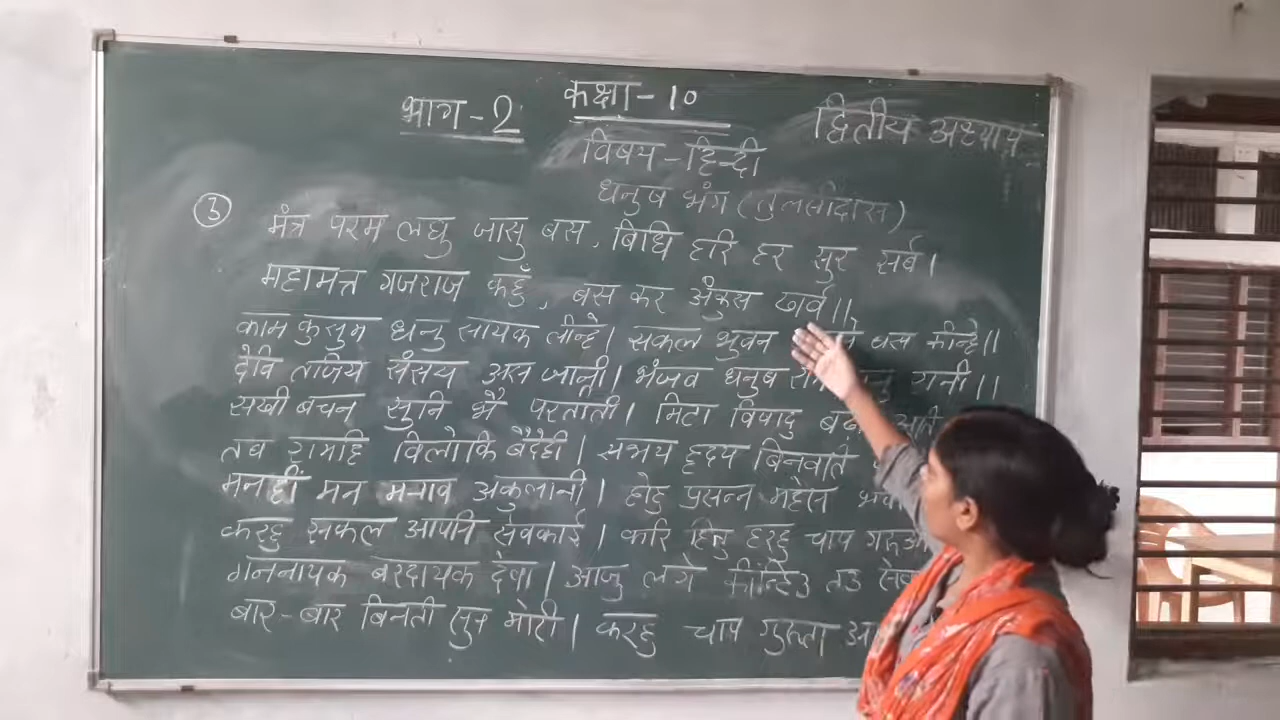 भाग-2 कक्षा-10 द्वितीय अध्याय
विषय-हिन्दी
धनुष भंग (तुलसीदास)
③ मंत्र परम लघु जासु बस, बिधि हरि हर सुर सर्ब।
महामत्त गजराज कहुँ, बस कर अंकुस खर्ब॥
काम कुसुम धनु सायक लीन्हे। सकल भुवन बस कीन्हे॥
देवि तजिय संसय अस जानी। भंजव धनुष रानी॥
सखी बचन सुनि भै परतीती। मिटा विषादु
तब रामहि विलोकि बैदेही। सभय हृदय बिनवति
मनहीं मन मनाव अकुलानी। होहु प्रसन्न महेस
करहु सकल आपनि सेवकाई। करि हितु हरहु चाप
गननायक बरदायक देवा। आजु लगे कीन्हिउ तउ
बार-बार बिनती सुन मोरी। करहु चाप गुरुता